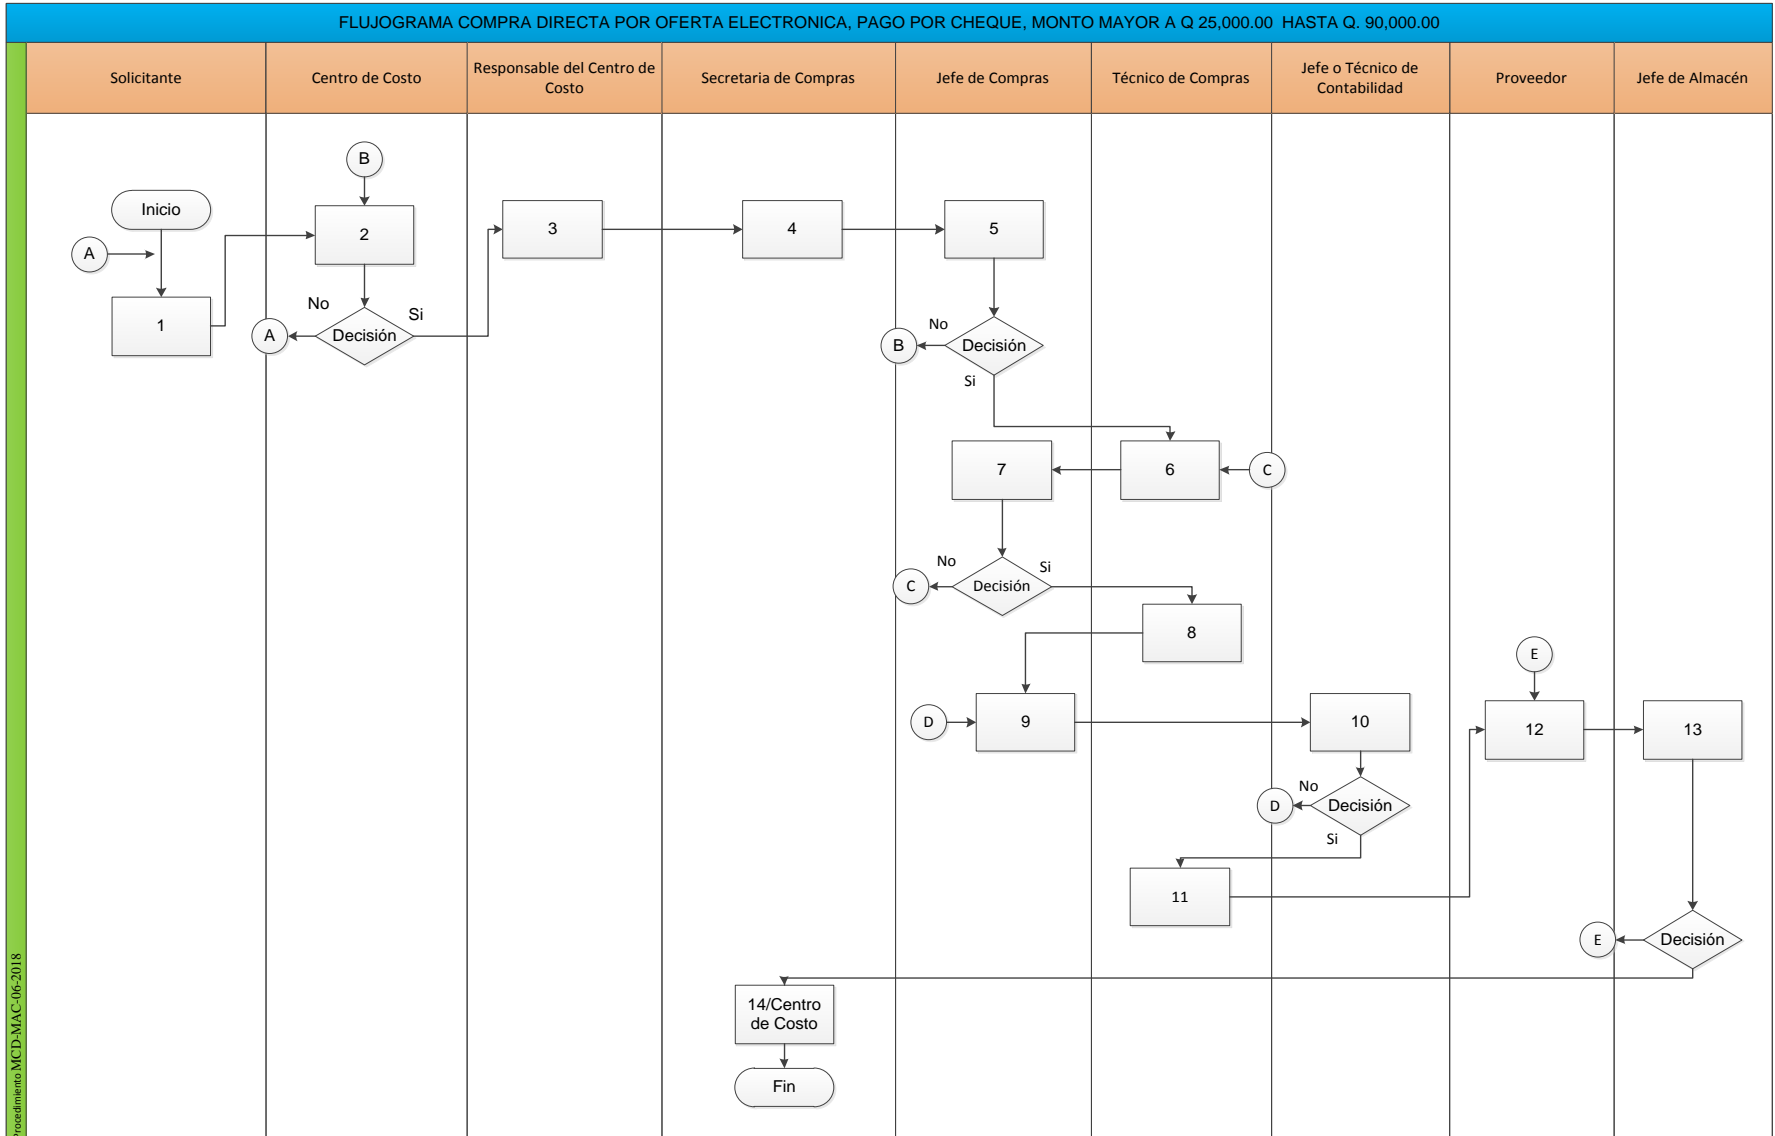 FLUJOGRAMA COMPRA DIRECTA POR OFERTA ELECTRONICA, PAGO POR CHEQUE, MONTO MAYOR A Q 25,000.00 HASTA Q. 90,000.00
Solicitante
Centro de Costo
Responsable del Centro de
Costo
Secretaria de Compras
Jefe de Compras
Técnico de Compras
Jefe o Técnico de
Contabilidad
Proveedor
Jefe de Almacén
B
Inicio
A
2
3
4
5
1
No
A
Decisión
Si
No
B
Decisión
Si
7
6
C
No
C
Decisión
Si
8
E
D
9
10
12
13
No
D
Decisión
Si
11
E
Decisión
14/Centro
de Costo
Fin
Procedimiento MCD-MAC-06-2018